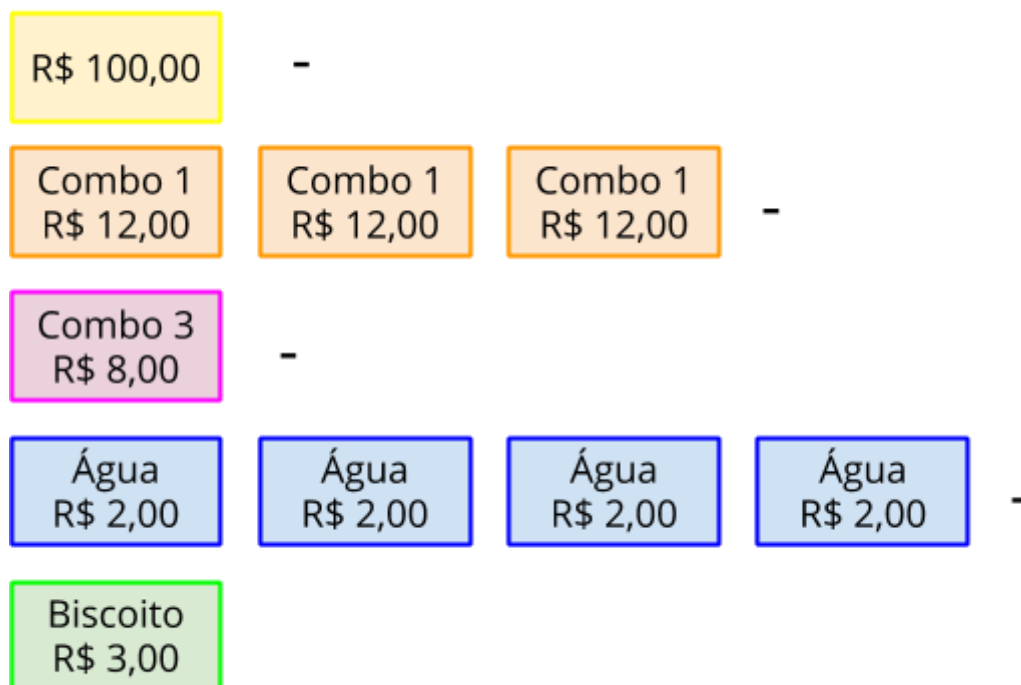 R$ 100,00 -
Combo 1 Combo 1 Combo 1
R$ 12,00 R$ 12,00 R$ 12,00 -
Combo 3
R$ 8,00 -
Água Água Água Água
R$ 2,00 R$ 2,00 R$ 2,00 R$ 2,00 -
Biscoito
R$ 3,00